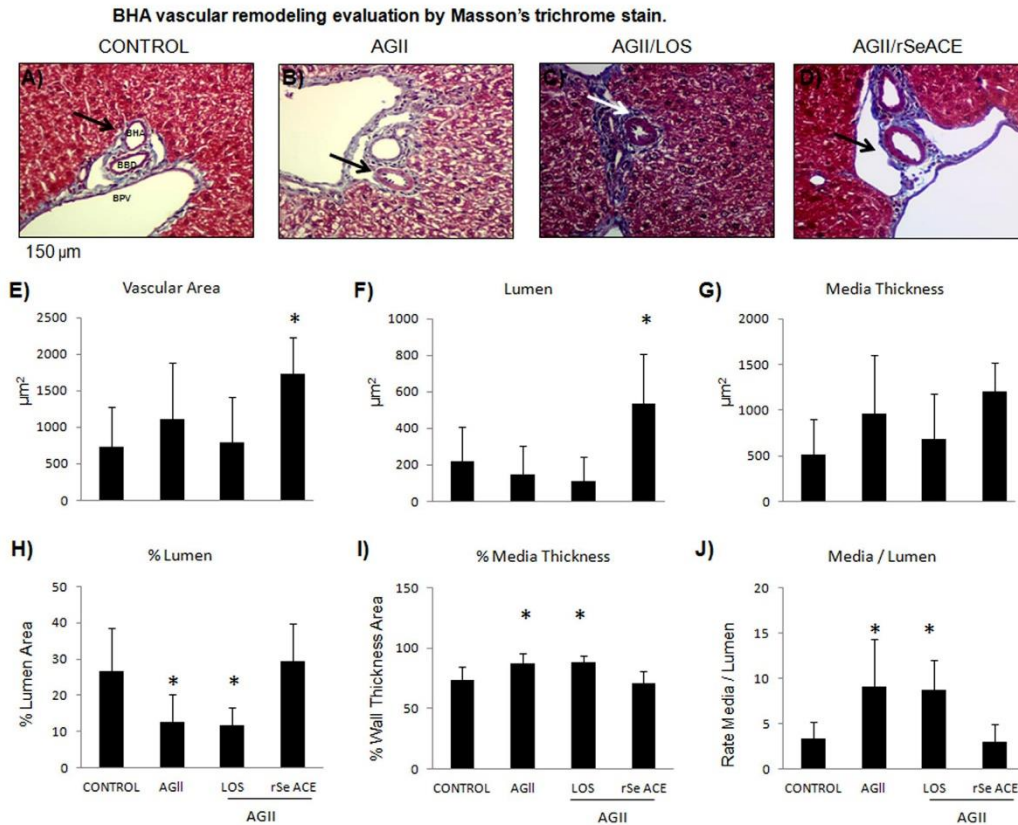 BHA vascular remodeling evaluation by Masson's trichrome stain.
CONTROL
AGII
AGII/LOS
AGII/rSeACE
A)
B)
C)
D)
BHA
BBD
BPV
150 µm
E)
Vascular Area
2500
2000
1500
1000
500
0
µm²
*
F)
Lumen
1000
800
600
400
200
0
µm²
*
G)
Media Thickness
2000
1500
1000
500
0
µm²
H)
% Lumen
50
40
30
20
10
0
% Lumen Area
* *
CONTROL AGII LOS rSe ACE
AGII
I)
% Media Thickness
150
100
50
0
% Wall Thickness Area
* *
CONTROL AGII LOS rSe ACE
AGII
J)
Media / Lumen
20
15
10
5
0
Rate Media / Lumen
* *
CONTROL AGII LOS rSe ACE
AGII